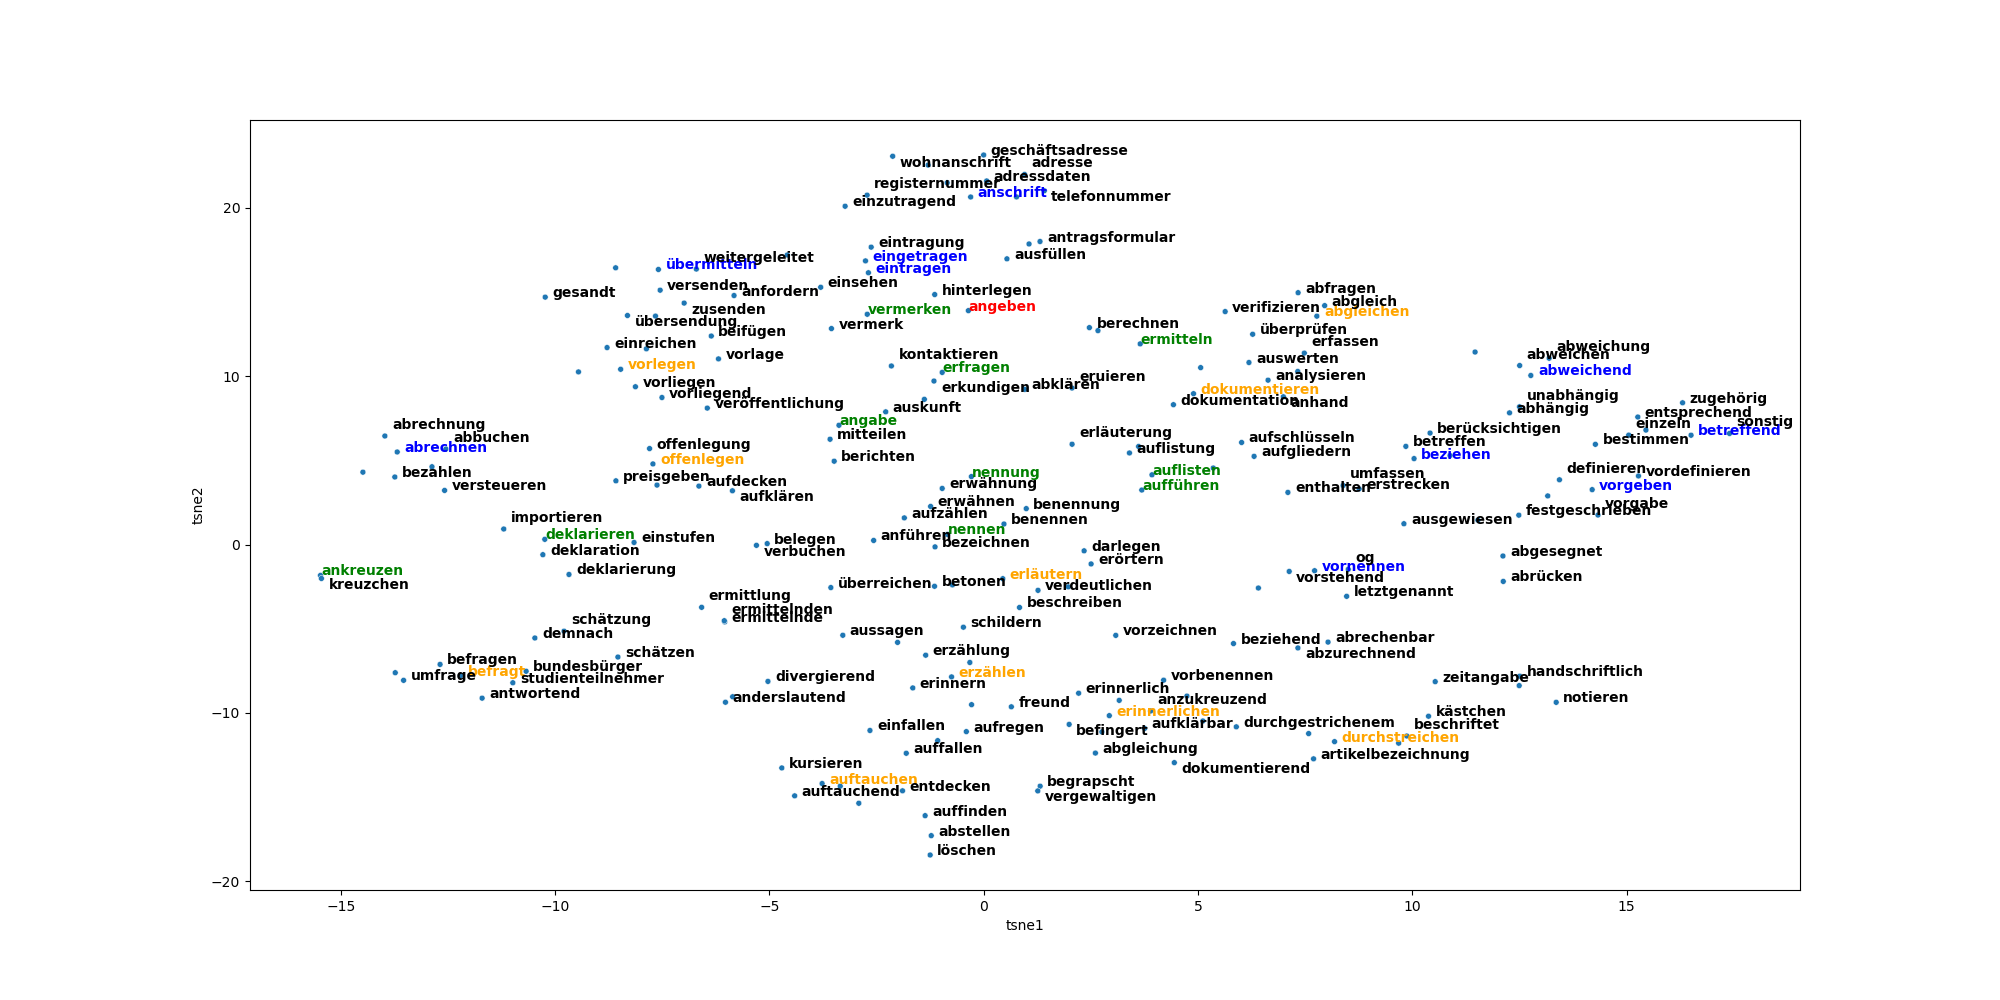 geschäftsadresse
wohnanschrift
adresse
adressdaten
registernummer
anschrift
telefonnummer
einzutragend
20
antragsformular
eintragung
ausfüllen
eingetragen
weitergeleitet
übermitteln
eintragen
einsehen
versenden
anfordern
gesandt
hinterlegen
abfragen
abgleich
angeben
vermerken
zusenden
verifizieren
abgleichen
übersendung
vermerk
berechnen
beifügen
überprüfen
ermitteln
erfassen
einreichen
abweichung
vorlage
kontaktieren
auswerten
abweichen
vorlegen
erfragen
abweichend
10
eruieren
analysieren
vorliegen
erkundigen
abklären
dokumentieren
vorliegend
unabhängig
veröffentlichung
auskunft
dokumentation
anhand
abhängig
zugehörig
entsprechend
abrechnung
angabe
sonstig
einzeln
abbuchen
mitteilen
erläuterung
aufschlüsseln
berücksichtigen
betreffend
abrechnen
offenlegung
auflistung
aufgliedern
betreffen
bestimmen
offenlegen
berichten
beziehen
bezahlen
preisgeben
nennung
auflisten
umfassen
definieren
vordefinieren
versteueren
aufdecken
erwähnung
aufführen
enthalten
erstrecken
vorgeben
aufklären
tsne2
erwähnen
benennung
vorgabe
importieren
aufzählen
benennen
ausgewiesen
festgeschrieben
deklarieren
einstufen
belegen
anführen
nennen
0
deklaration
verbuchen
bezeichnen
darlegen
abgesegnet
erörtern
og
ankreuzen
deklarierung
erläutern
vornennen
kreuzchen
überreichen
betonen
verdeutlichen
vorstehend
abrücken
ermittlung
beschreiben
letztgenannt
ermittelnden
ermittelnde
schätzung
schildern
demnach
aussagen
vorzeichnen
beziehend
abrechenbar
befragen
schätzen
erzählung
abzurechnend
umfrage
befragt
bundesbürger
erzählen
handschriftlich
studienteilnehmer
divergierend
vorbenennen
zeitangabe
antwortend
anderslautend
erinnern
erinnerlich
notieren
−10
freund
erinnerlichen
anzukreuzend
kästchen
einfallen
aufregen
befingert
aufklärbar
durchgestrichenem
beschriftet
auffallen
abgleichung
durchstreichen
kursieren
dokumentierend
artikelbezeichnung
auftauchen
begrapscht
auftauchend
entdecken
vergewaltigen
auffinden
abstellen
löschen
−20
−15
−10
−5
0
5
10
15
tsne1